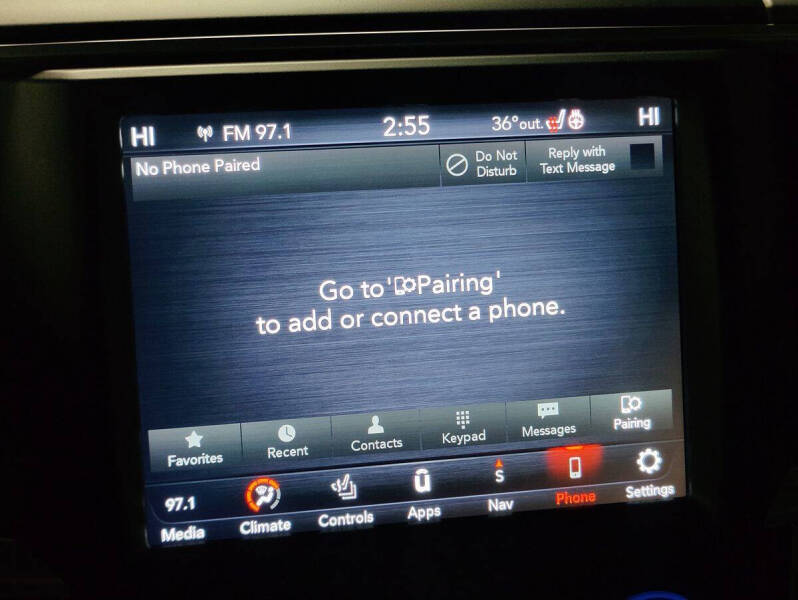 HI FM 97.1 2:55 36°out. HI
No Phone Paired
Do Not
Disturb
Reply with
Text Message
Go to 'Pairing'
to add or connect a phone.
Favorites Recent Contacts Keypad Messages Pairing
97.1 S
Media Climate Controls Apps Nav Phone Settings